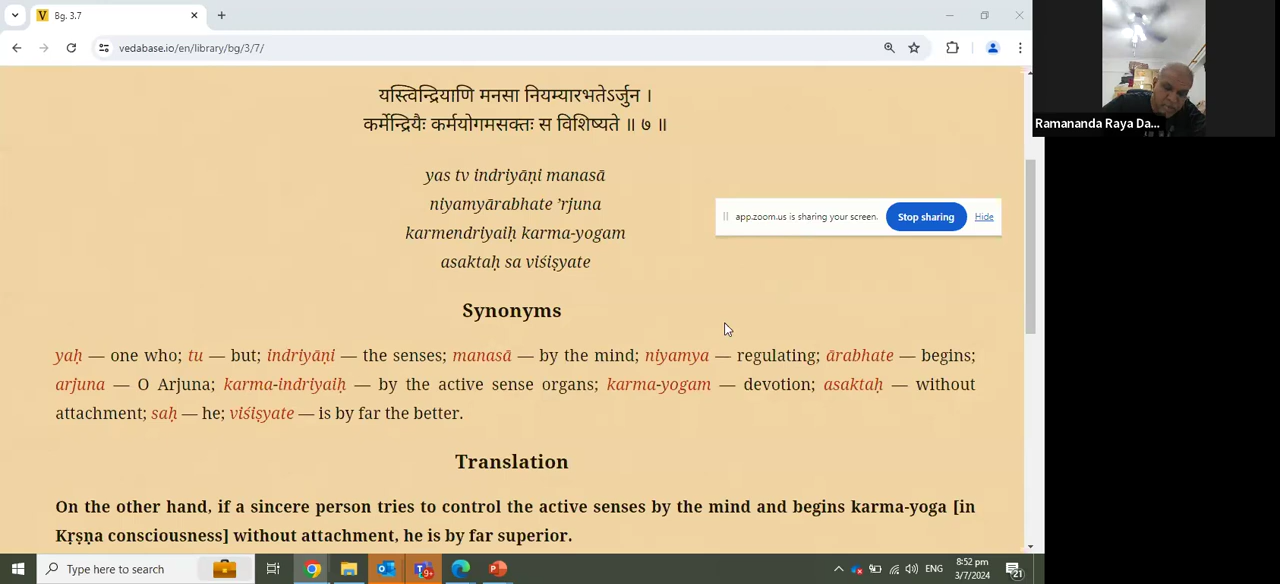 Bg. 3.7
vedabase.io/en/library/bg/3/7/
यस्त्विन्द्रियाणि मनसा नियम्यारभतेऽर्जुन ।
कर्मेन्द्रियैः कर्मयोगमसक्तः स विशिष्यते ॥ ७ ॥
yas tv indriyāṇi manasā
niyamyārabhate ’rjuna
karmendriyaiḥ karma-yogam
asaktaḥ sa viśiṣyate
app.zoom.us is sharing your screen.
Stop sharing
Hide
Synonyms
yaḥ — one who; tu — but; indriyāṇi — the senses; manasā — by the mind; niyamya — regulating; ārabhate — begins;
arjuna — O Arjuna; karma-indriyaiḥ — by the active sense organs; karma-yogam — devotion; asaktaḥ — without
attachment; saḥ — he; viśiṣyate — is by far the better.
Translation
On the other hand, if a sincere person tries to control the active senses by the mind and begins karma-yoga [in
Kṛṣṇa consciousness] without attachment, he is by far superior.
Ramananda Raya Da...
Type here to search
ENG
8:52 pm
3/7/2024
21